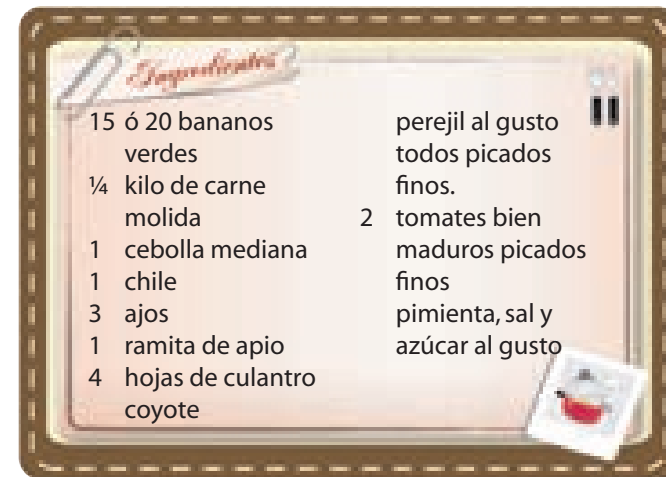 Ingredientes
15 ó 20 bananos
verdes
¼ kilo de carne
molida
1 cebolla mediana
1 chile
3 ajos
1 ramita de apio
4 hojas de culantro
coyote
perejil al gusto
todos picados
finos.
2 tomates bien
maduros picados
finos
pimienta, sal y
azúcar al gusto